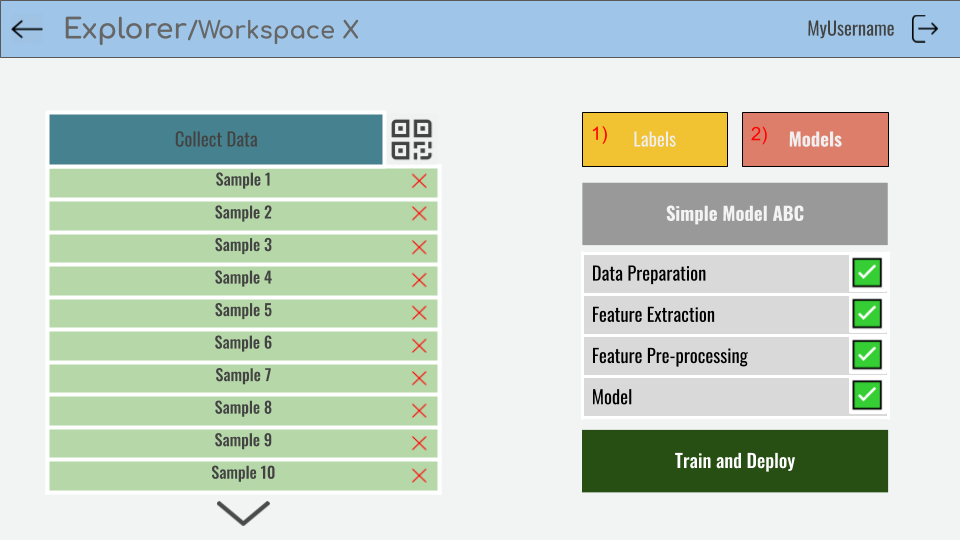 Explorer/Workspace X
MyUsername
Collect Data
Sample 1
Sample 2
Sample 3
Sample 4
Sample 5
Sample 6
Sample 7
Sample 8
Sample 9
Sample 10
1) Labels
2) Models
Simple Model ABC
Data Preparation
Feature Extraction
Feature Pre-processing
Model
Train and Deploy